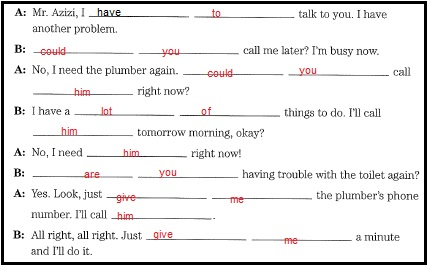 A: Mr. Azizi, I have to talk to you. I have
another problem.
B: could you call me later? I'm busy now.
A: No, I need the plumber again. could you call
him right now?
B: I have a lot of things to do. I'll call
him tomorrow morning, okay?
A: No, I need him right now!
B: are you having trouble with the toilet again?
A: Yes. Look, just give me the plumber's phone
number. I'll call him.
B: All right, all right. Just give me a minute
and I'll do it.